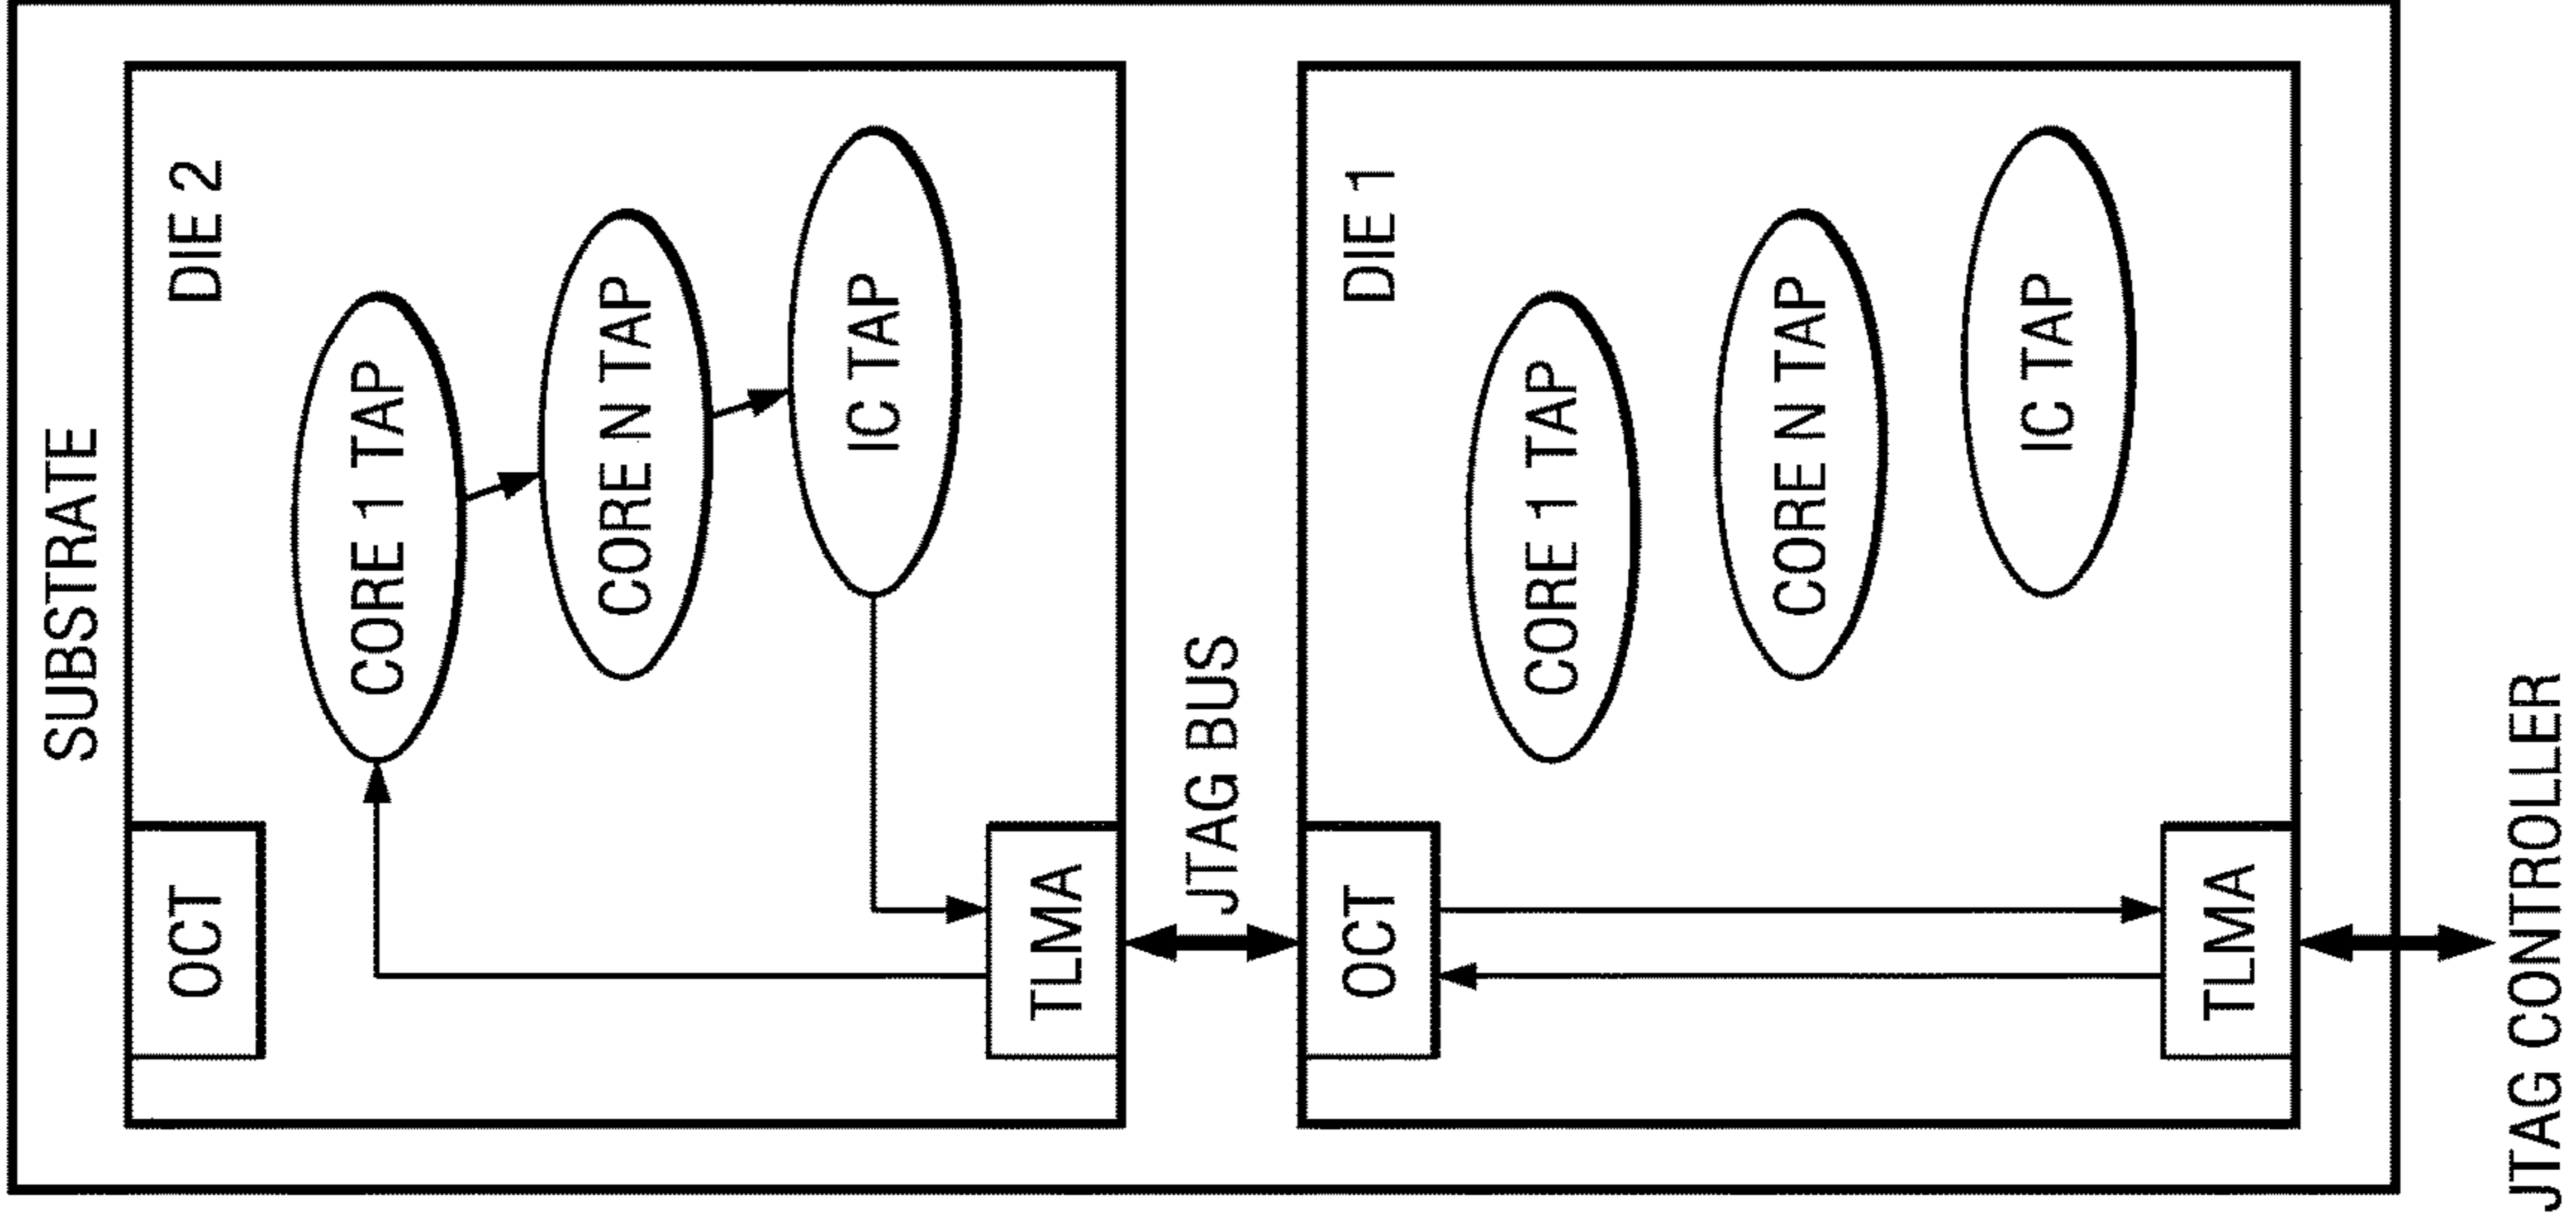 SUBSTRATE
DIE 2
OCT
CORE 1 TAP
CORE N TAP
IC TAP
TLMA
JTAG BUS
DIE 1
OCT
CORE 1 TAP
CORE N TAP
IC TAP
TLMA
JTAG CONTROLLER